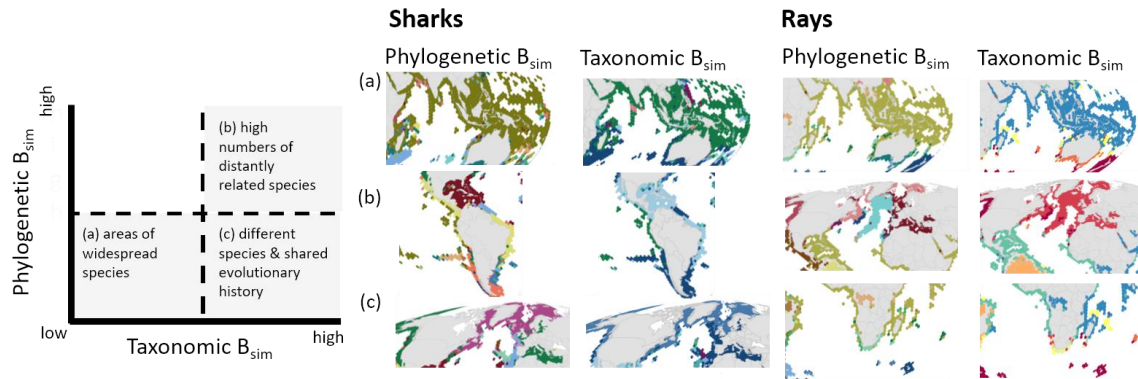 Sharks
Rays
Phylogenetic Bsim
Taxonomic Bsim
Phylogenetic Bsim
Taxonomic Bsim
(a)
(b)
(c)
Phylogenetic Bsim
high
(b) high
numbers of
distantly
related species
(a) areas of
widespread
species
(c) different
species & shared
evolutionary
history
low
high
Taxonomic Bsim